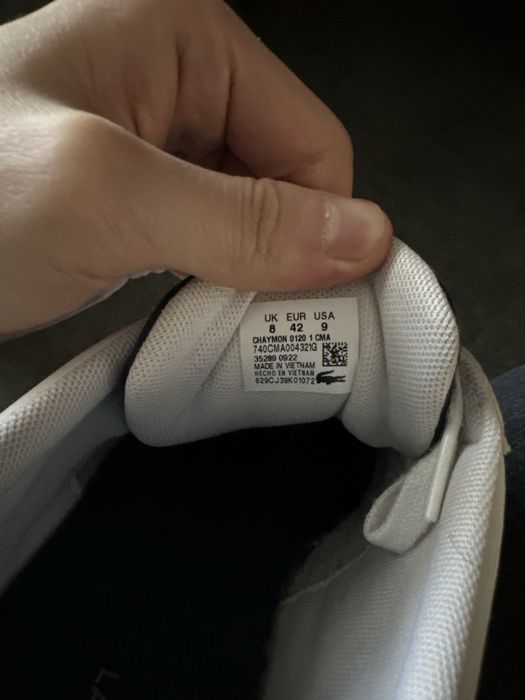 UK EUR USA
8 42 9
CHAYMON 0120 1 CMA
740CMA004321G
35289 0922
MADE IN VIETNAM
HECHO EN VIETNAM
629CJ39K01072
LA